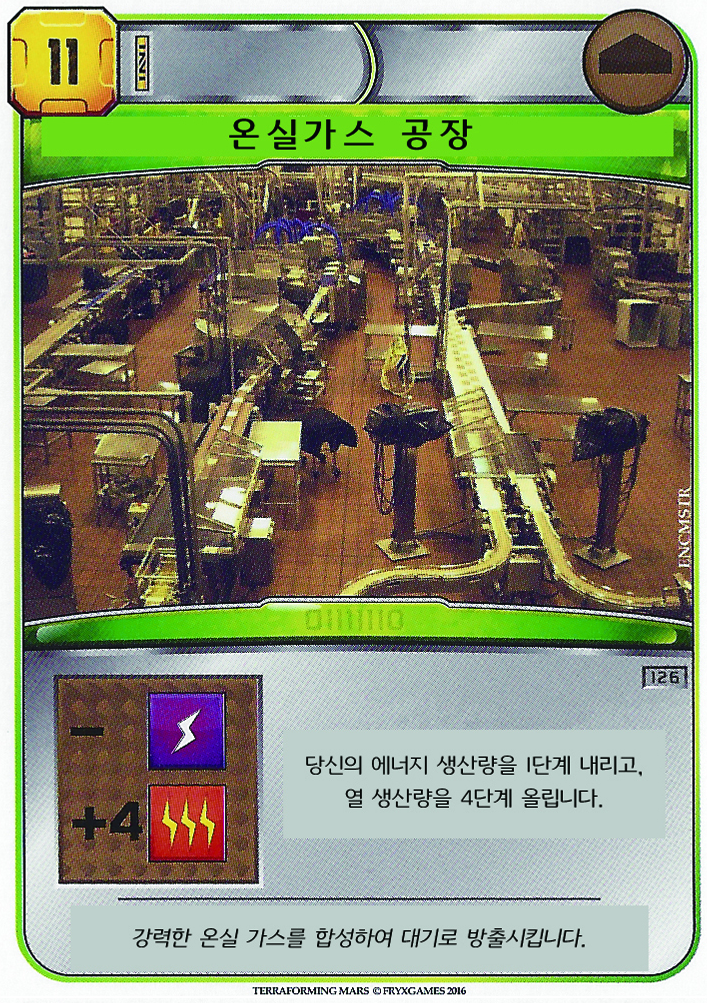 11
온실가스 공장
ENCMSTR
01111110
126
당신의 에너지 생산량을 1단계 내리고,
열 생산량을 4단계 올립니다.
-
+4
강력한 온실 가스를 합성하여 대기로 방출시킵니다.
TERRAFORMING MARS © FRYXGAMES 2016